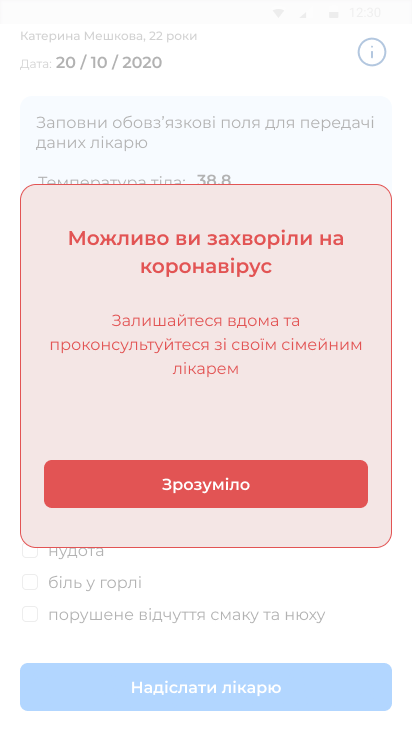 12:30
Катерина Мешкова, 22 роки
Дата: 20 / 10 / 2020
Заповни обовз’язкові поля для передачі
даних лікарю
Температура тіла: 38.8
Можливо ви захворіли на
коронавірус
Залишайтеся вдома та
проконсультуйтеся зі своїм сімейним
лікарем
Зрозуміло
нудота
біль у горлі
порушене відчуття смаку та нюху
Надіслати лікарю